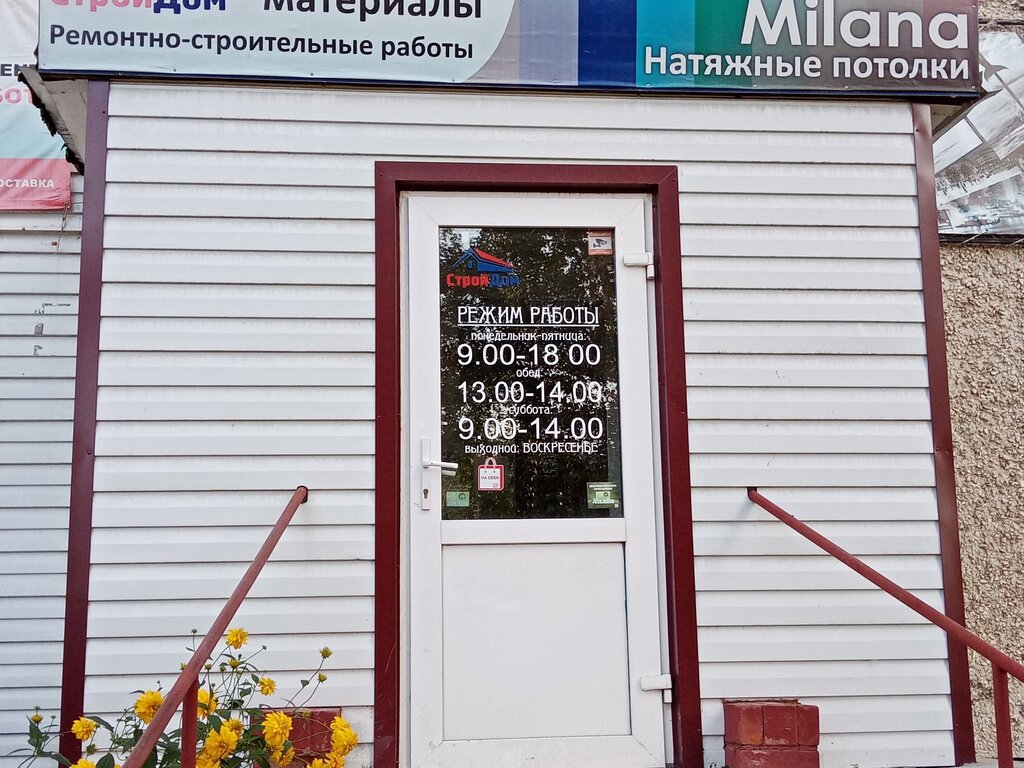 СтройДом Материалы
Ремонтно-строительные работы
Milana
Натяжные потолки
ОСТАВКА
СтройДом
РЕЖИМ РАБОТЫ
понедельник-пятница:
9.00-18 00
обед:
13.00-14.00
суббота:
9.00-14.00
выходной: ВОСКРЕСЕНЬЕ
НА СЕБЯ